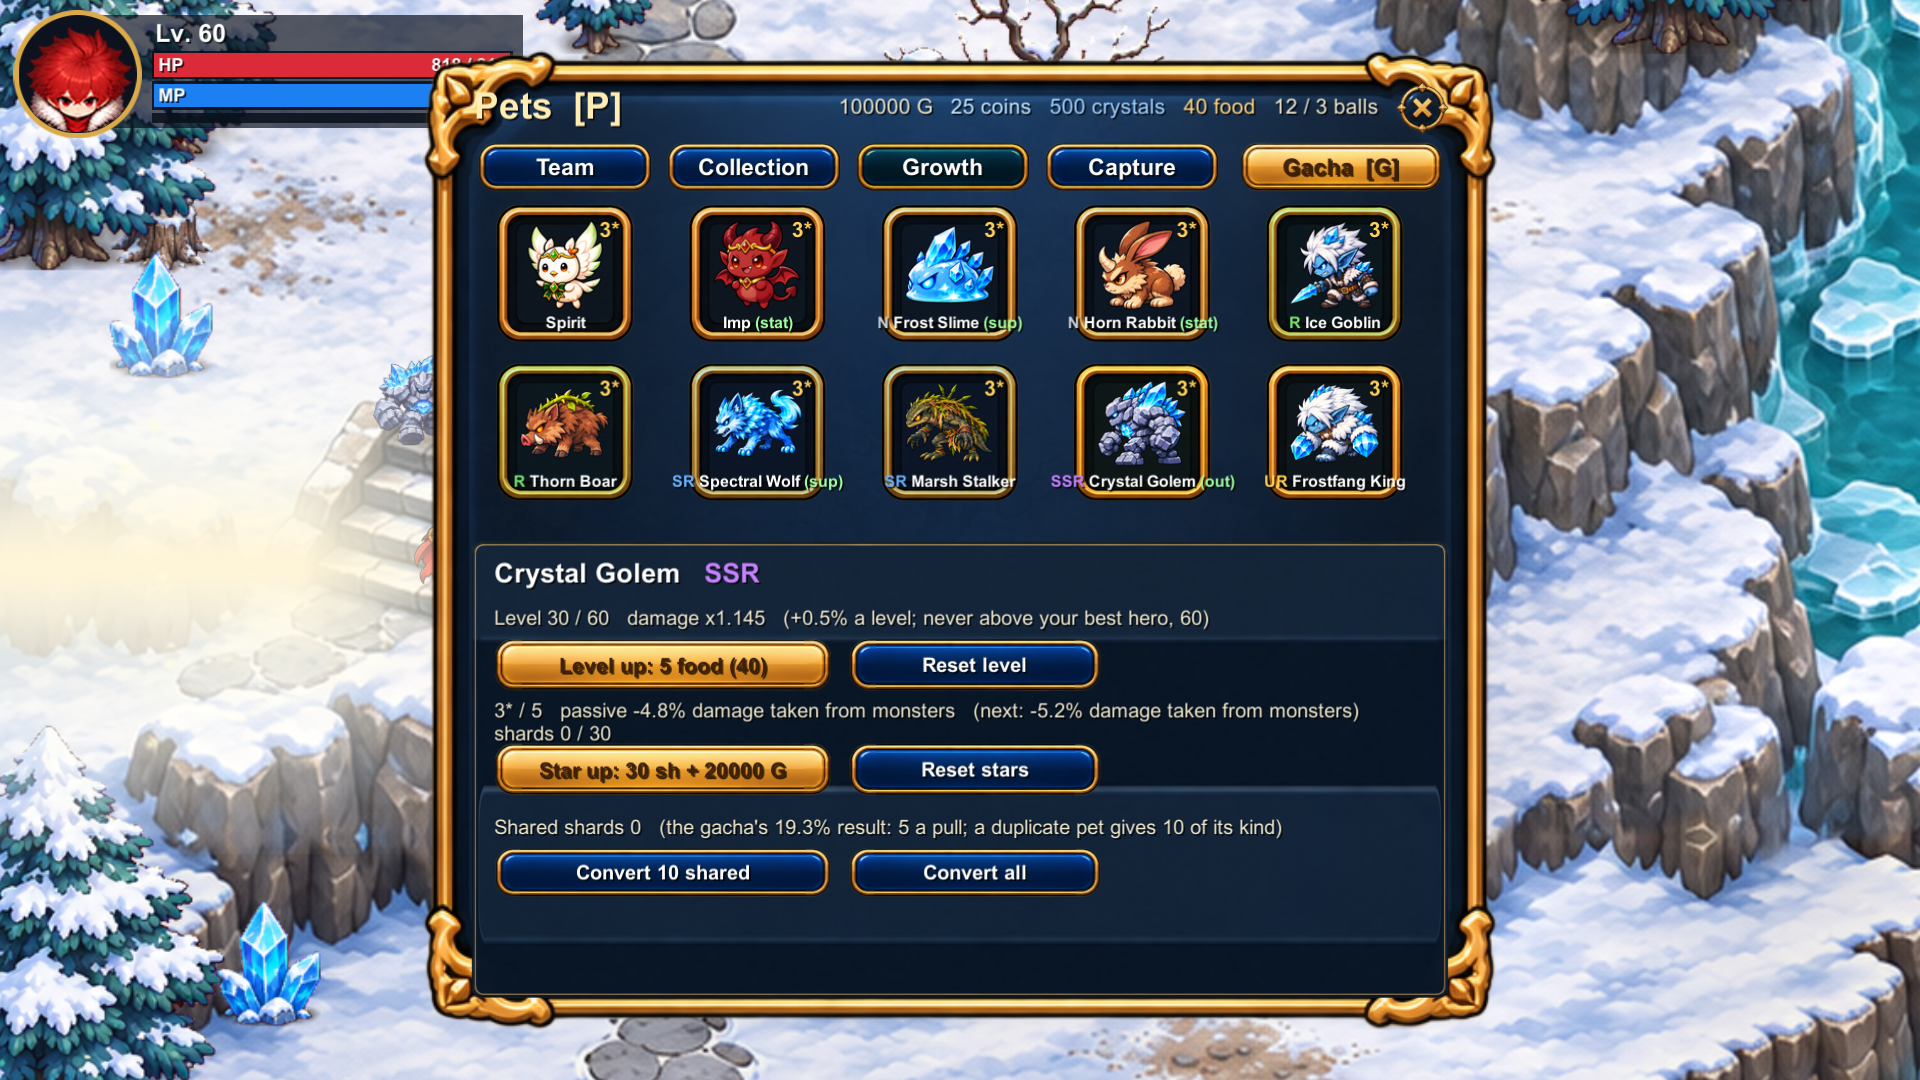 Lv. 60
HP
MP
Pets [P]
100000 G 25 coins 500 crystals 40 food 12 / 3 balls
Team Collection Growth Capture Gacha [G]
3* 3* 3* 3* 3*
Spirit Imp (stat) N Frost Slime (sup) N Horn Rabbit (stat) R Ice Goblin
3* 3* 3* 3* 3*
R Thorn Boar SR Spectral Wolf (sup) SR Marsh Stalker SSR Crystal Golem (out) UR Frostfang King
Crystal Golem SSR
Level 30 / 60 damage x1.145 (+0.5% a level; never above your best hero, 60)
Level up: 5 food (40) Reset level
3* / 5 passive -4.8% damage taken from monsters (next: -5.2% damage taken from monsters)
shards 0 / 30
Star up: 30 sh + 20000 G Reset stars
Shared shards 0 (the gacha's 19.3% result: 5 a pull; a duplicate pet gives 10 of its kind)
Convert 10 shared Convert all